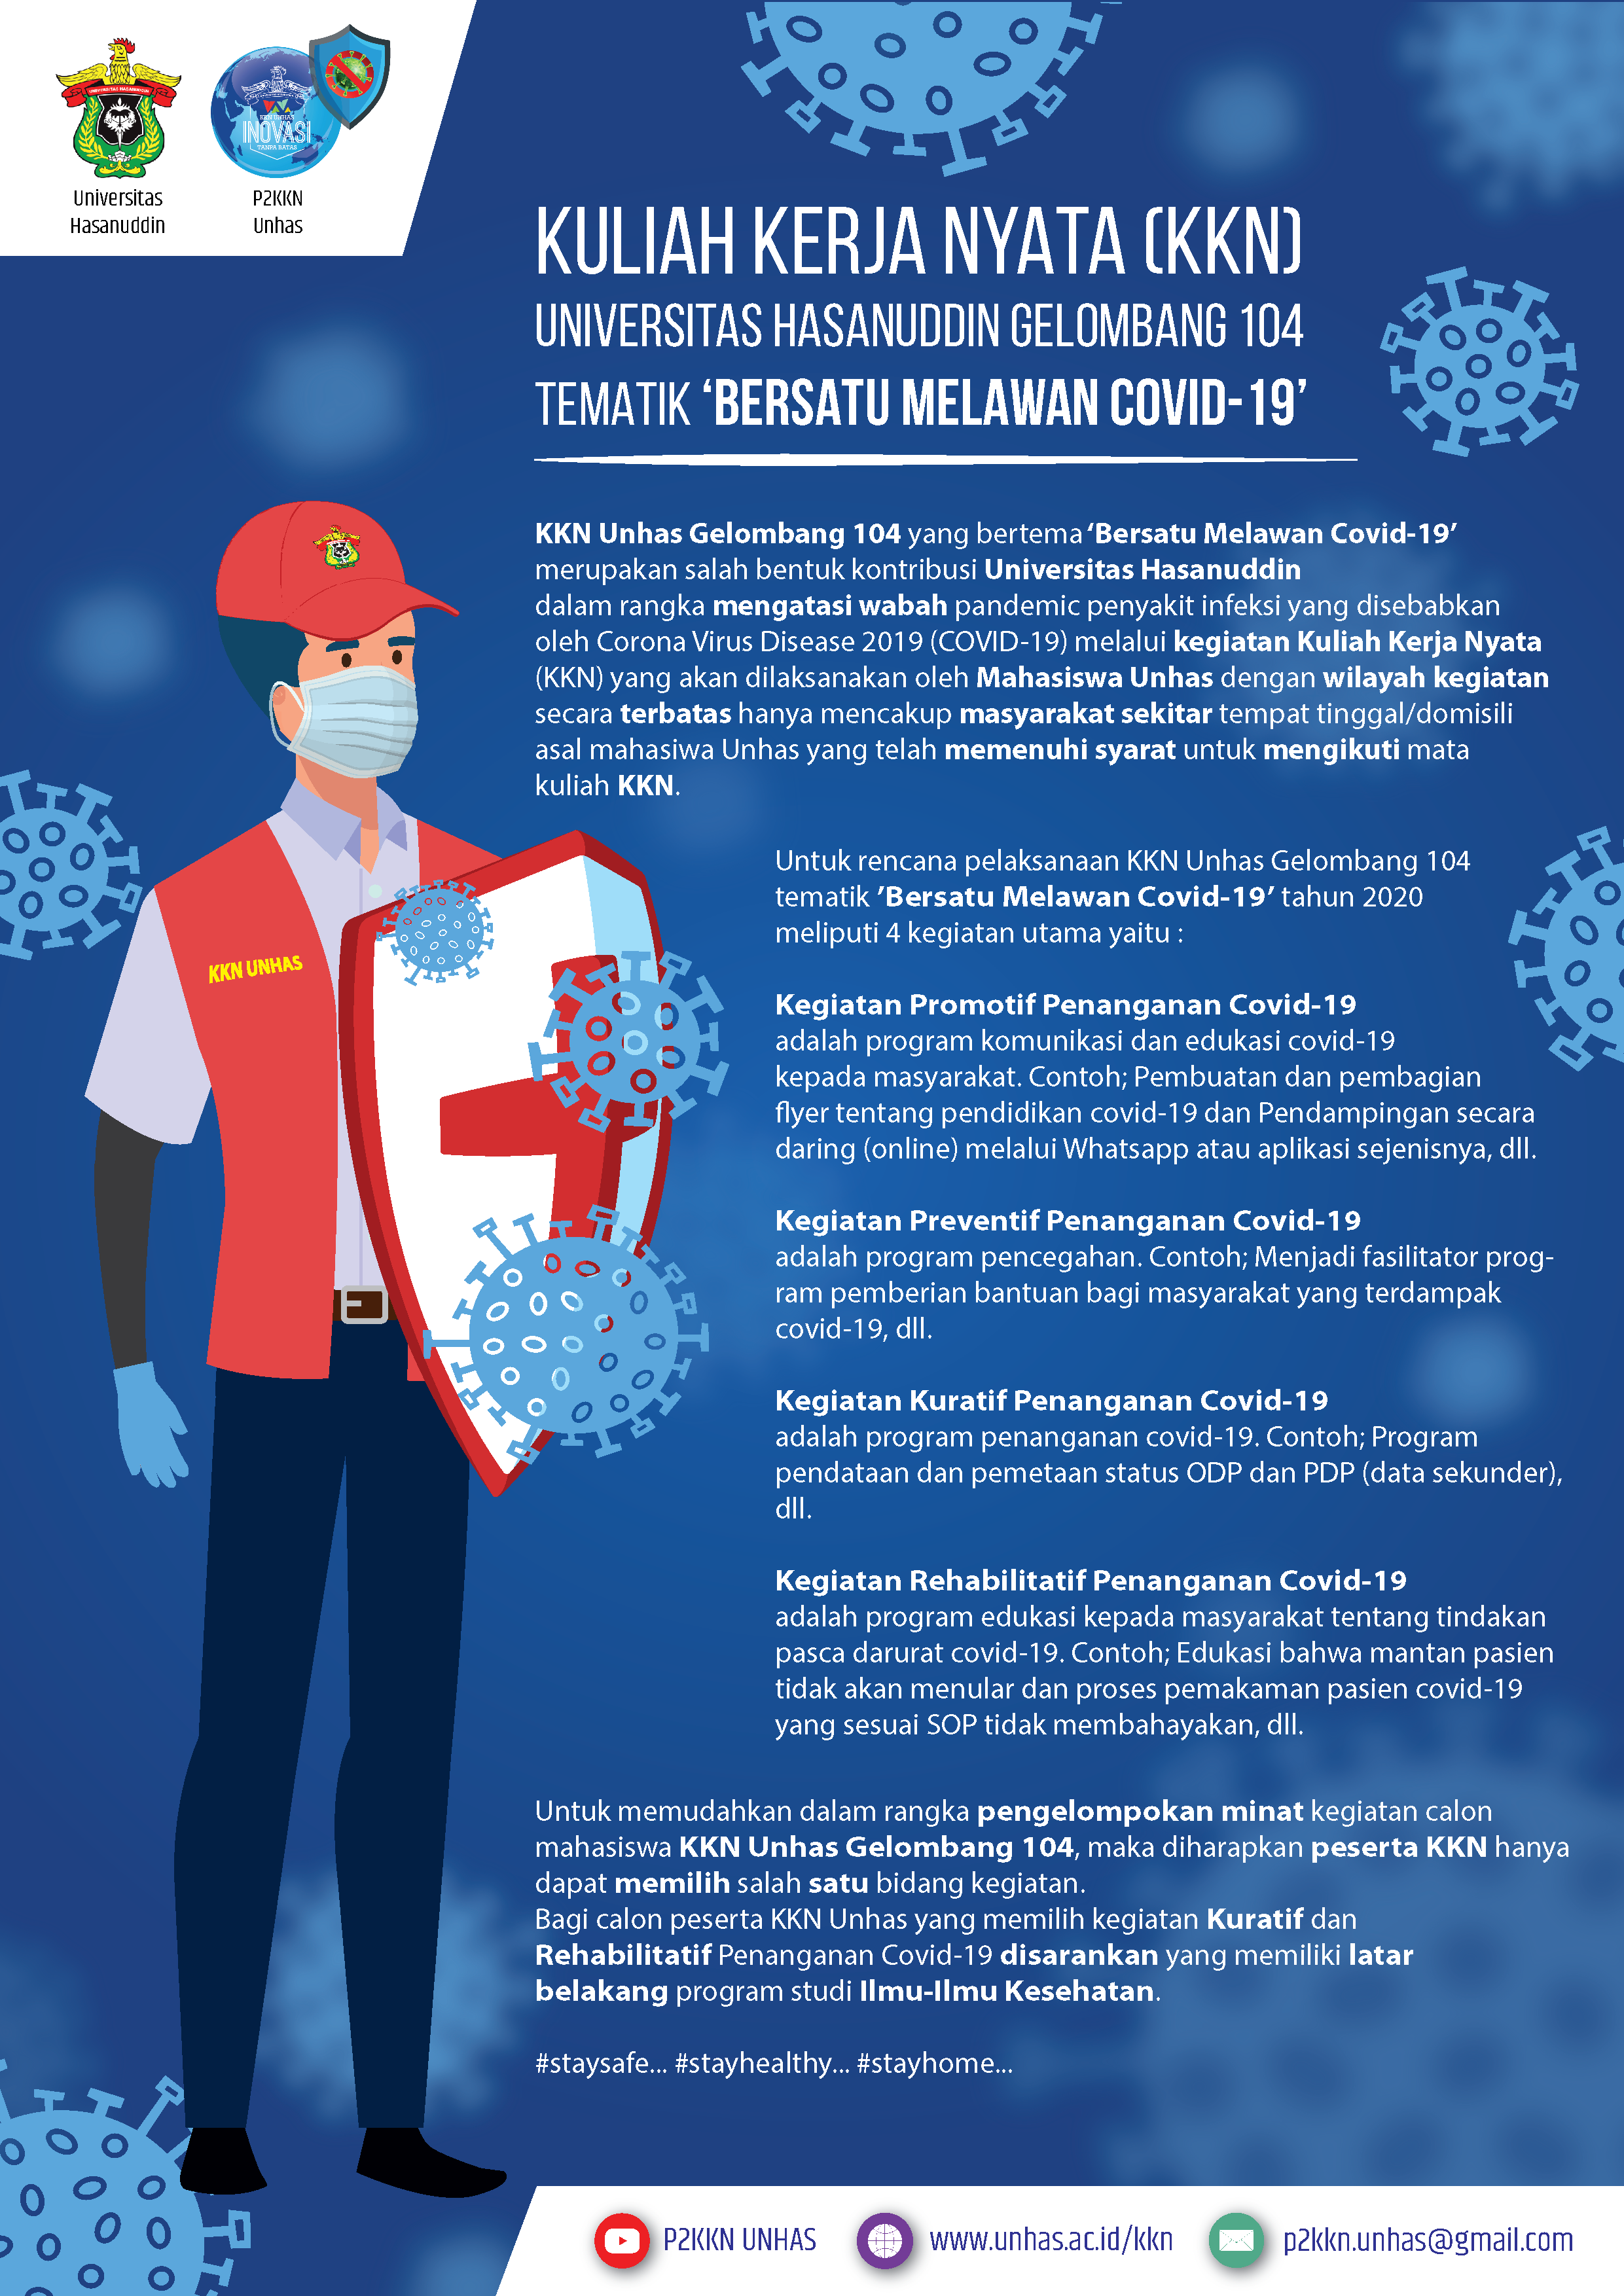 UNIVERSITAS HASANUDDIN
KKN UNHAS
INOVASI
TANPA BATAS
Universitas
Hasanuddin
P2KKN
Unhas
KULIAH KERJA NYATA (KKN)
UNIVERSITAS HASANUDDIN GELOMBANG 104
TEMATIK ‘BERSATU MELAWAN COVID-19’
KKN Unhas Gelombang 104 yang bertema ‘Bersatu Melawan Covid-19’
merupakan salah bentuk kontribusi Universitas Hasanuddin
dalam rangka mengatasi wabah pandemic penyakit infeksi yang disebabkan
oleh Corona Virus Disease 2019 (COVID-19) melalui kegiatan Kuliah Kerja Nyata
(KKN) yang akan dilaksanakan oleh Mahasiswa Unhas dengan wilayah kegiatan
secara terbatas hanya mencakup masyarakat sekitar tempat tinggal/domisili
asal mahasiwa Unhas yang telah memenuhi syarat untuk mengikuti mata
kuliah KKN.
KKN UNHAS
Untuk rencana pelaksanaan KKN Unhas Gelombang 104
tematik ’Bersatu Melawan Covid-19’ tahun 2020
meliputi 4 kegiatan utama yaitu :
Kegiatan Promotif Penanganan Covid-19
adalah program komunikasi dan edukasi covid-19
kepada masyarakat. Contoh; Pembuatan dan pembagian
flyer tentang pendidikan covid-19 dan Pendampingan secara
daring (online) melalui Whatsapp atau aplikasi sejenisnya, dll.
Kegiatan Preventif Penanganan Covid-19
adalah program pencegahan. Contoh; Menjadi fasilitator prog-
ram pemberian bantuan bagi masyarakat yang terdampak
covid-19, dll.
Kegiatan Kuratif Penanganan Covid-19
adalah program penanganan covid-19. Contoh; Program
pendataan dan pemetaan status ODP dan PDP (data sekunder),
dll.
Kegiatan Rehabilitatif Penanganan Covid-19
adalah program edukasi kepada masyarakat tentang tindakan
pasca darurat covid-19. Contoh; Edukasi bahwa mantan pasien
tidak akan menular dan proses pemakaman pasien covid-19
yang sesuai SOP tidak membahayakan, dll.
Untuk memudahkan dalam rangka pengelompokan minat kegiatan calon
mahasiswa KKN Unhas Gelombang 104, maka diharapkan peserta KKN hanya
dapat memilih salah satu bidang kegiatan.
Bagi calon peserta KKN Unhas yang memilih kegiatan Kuratif dan
Rehabilitatif Penanganan Covid-19 disarankan yang memiliki latar
belakang program studi Ilmu-Ilmu Kesehatan.
#staysafe... #stayhealthy... #stayhome...
P2KKN UNHAS
www.unhas.ac.id/kkn
p2kkn.unhas@gmail.com